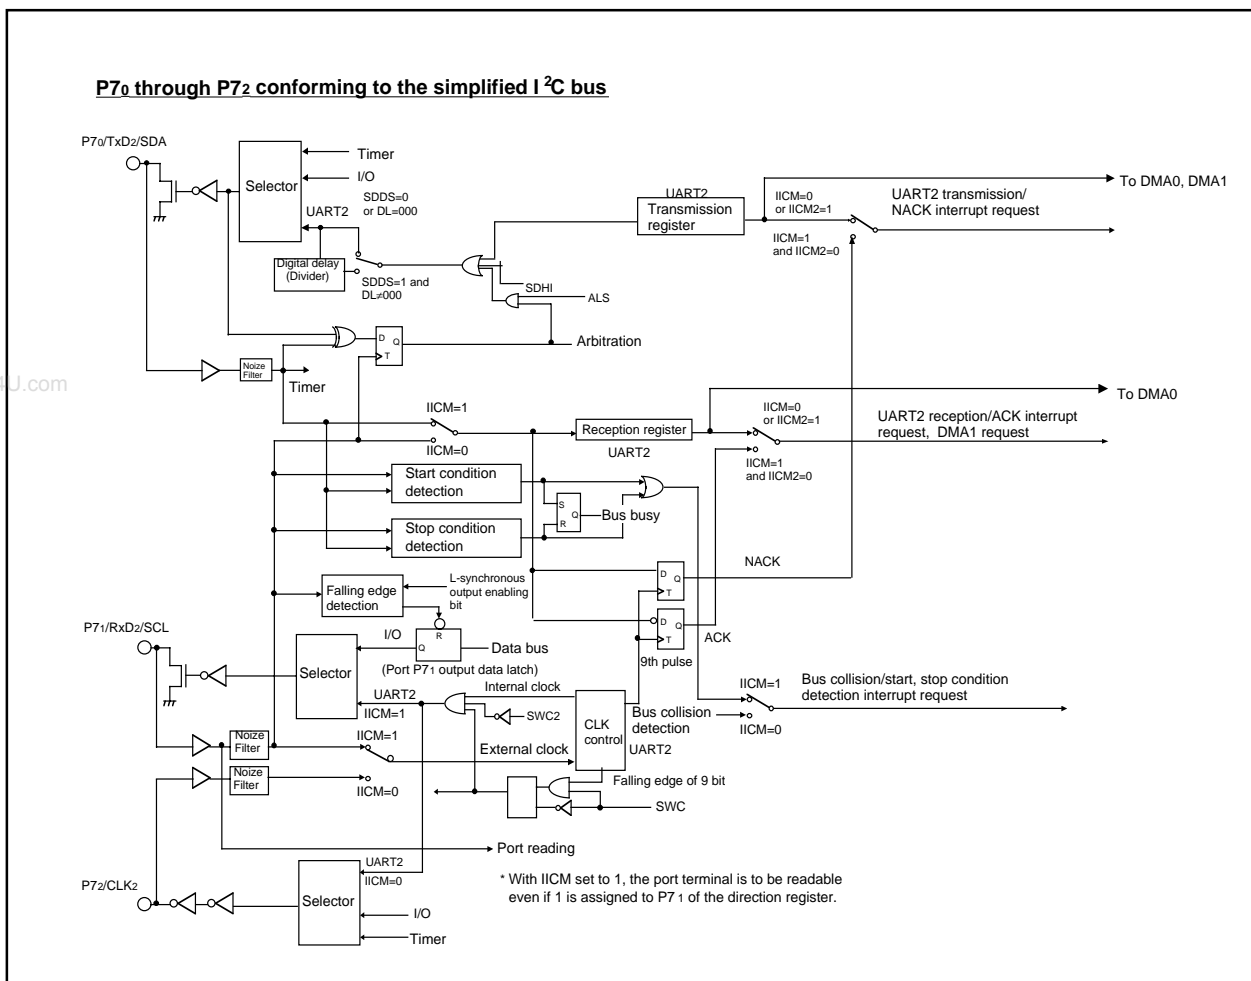 P70 through P72 conforming to the simplified I 2C bus
P70/TxD2/SDA
Selector
Timer
I/O
SDDS=0
or DL=000
UART2
Digital delay
(Divider)
SDDS=1 and
DL≠000
UART2
Transmission
register
SDHI
ALS
IICM=0
or IICM2=1
IICM=1
and IICM2=0
To DMA0, DMA1
UART2 transmission/
NACK interrupt request
D
Q
T
Arbitration
Noize
Filter
Timer
4U.com
IICM=1
IICM=0
Reception register
UART2
IICM=0
or IICM2=1
IICM=1
and IICM2=0
To DMA0
UART2 reception/ACK interrupt
request, DMA1 request
Start condition
detection
Stop condition
detection
S
Q
R
Bus busy
NACK
D
Q
T
D
Q
T
ACK
9th pulse
Falling edge
detection
L-synchronous
output enabling
bit
R
Q
I/O
Data bus
(Port P71 output data latch)
P71/RxD2/SCL
Selector
UART2
IICM=1
Internal clock
SWC2
CLK
control
UART2
Bus collision
detection
IICM=1
IICM=0
Bus collision/start, stop condition
detection interrupt request
Noize
Filter
Noize
Filter
IICM=1
IICM=0
External clock
Falling edge of 9 bit
SWC
Port reading
P72/CLK2
Selector
UART2
IICM=0
I/O
Timer
* With IICM set to 1, the port terminal is to be readable
even if 1 is assigned to P7 1 of the direction register.